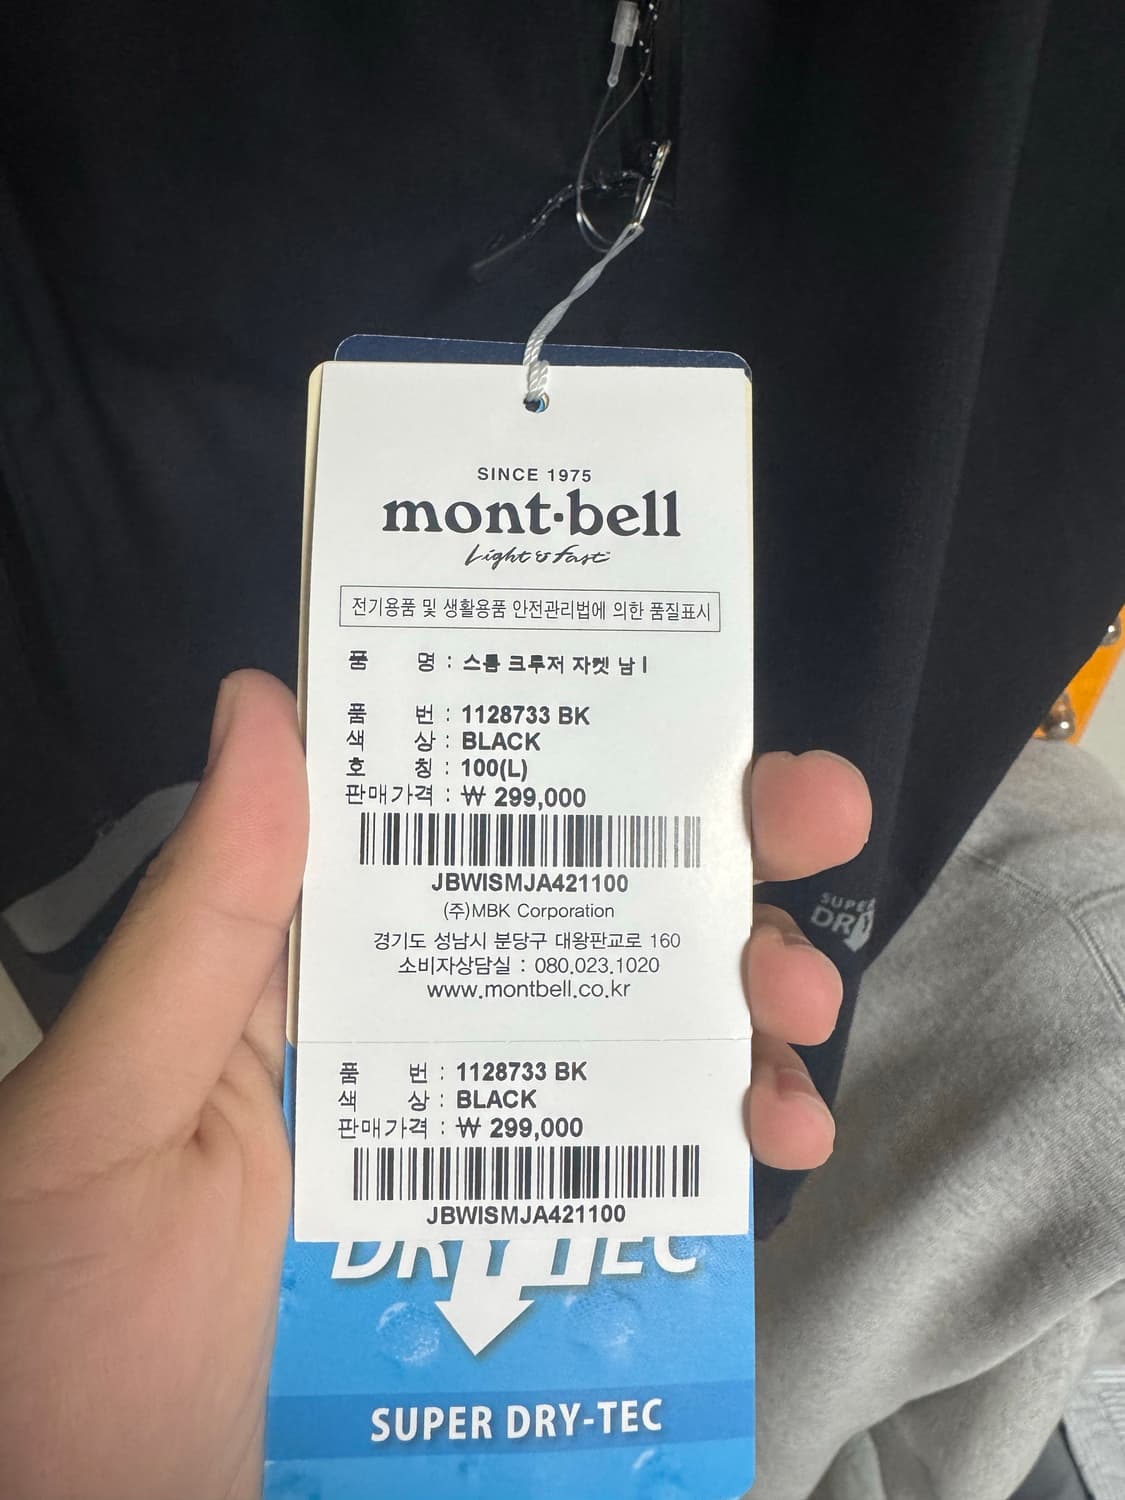 SINCE 1975
mont·bell
Light & Fast
전기용품 및 생활용품 안전관리법에 의한 품질표시
품 명 : 스톰 크루저 자켓 남 I
품 번 : 1128733 BK
색 상 : BLACK
호 칭 : 100(L)
판매가격 : ₩ 299,000
JBWISMJA421100
(주)MBK Corporation
경기도 성남시 분당구 대왕판교로 160
소비자상담실 : 080.023.1020
www.montbell.co.kr
품 번 : 1128733 BK
색 상 : BLACK
판매가격 : ₩ 299,000
JBWISMJA421100
DRY-TEC
SUPER DRY-TEC
SUPER
DRY